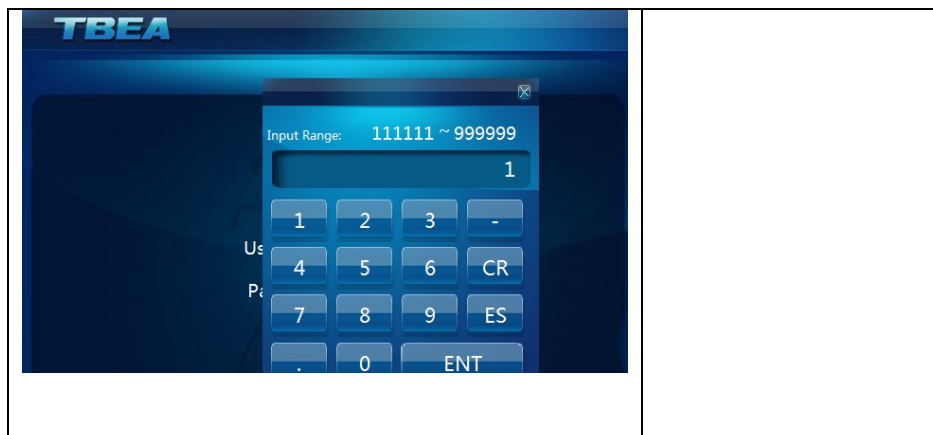 TBEA
Input Range: 111111 ~ 999999
1
1 2 3 -
Us
4 5 6 CR
Pa
7 8 9 ES
. 0 ENT